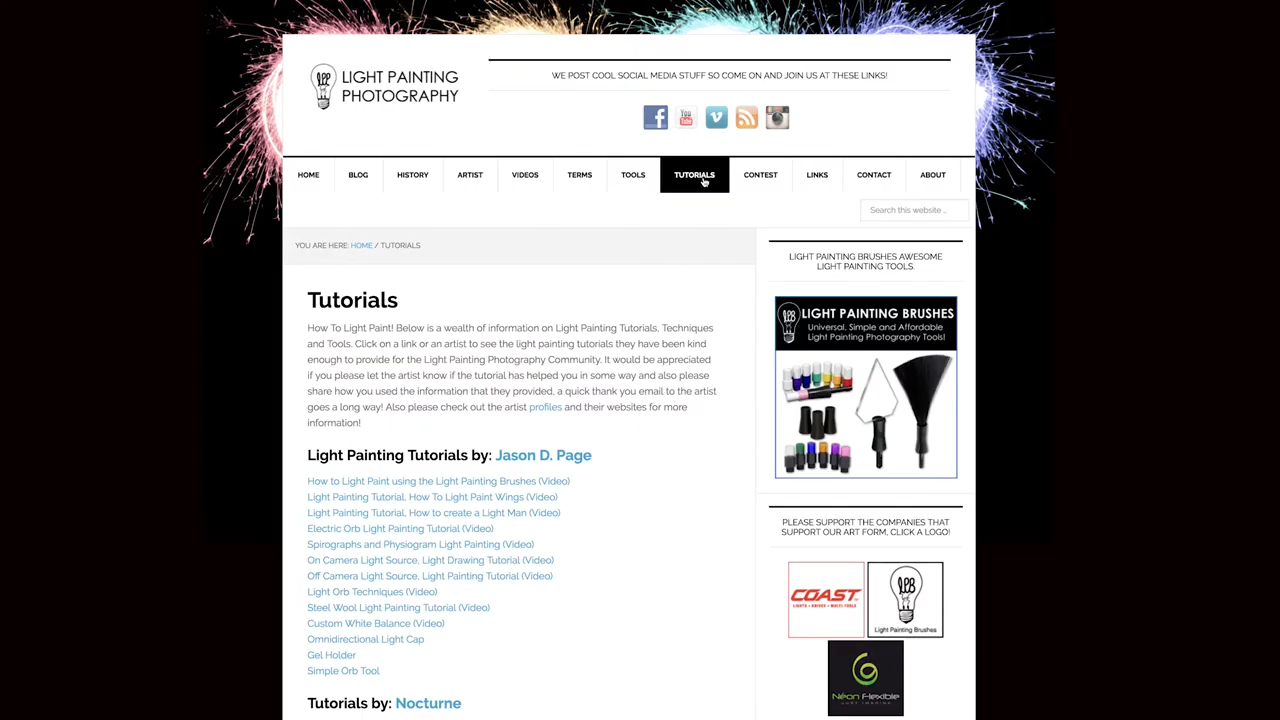 LIGHT PAINTING
PHOTOGRAPHY
WE POST COOL SOCIAL MEDIA STUFF SO COME ON AND JOIN US AT THESE LINKS!
You
Tube
HOME
BLOG
HISTORY
ARTIST
VIDEOS
TERMS
TOOLS
TUTORIALS
CONTEST
LINKS
CONTACT
ABOUT
Search this website ...
YOU ARE HERE: HOME / TUTORIALS
Tutorials
How To Light Paint! Below is a wealth of information on Light Painting Tutorials, Techniques
and Tools. Click on a link or an artist to see the light painting tutorials they have been kind
enough to provide for the Light Painting Photography Community. It would be appreciated
if you please let the artist know if the tutorial has helped you in some way and also please
share how you used the information that they provided, a quick thank you email to the artist
goes a long way! Also please check out the artist profiles and their websites for more
information!
Light Painting Tutorials by: Jason D. Page
How to Light Paint using the Light Painting Brushes (Video)
Light Painting Tutorial, How To Light Paint Wings (Video)
Light Painting Tutorial, How to create a Light Man (Video)
Electric Orb Light Painting Tutorial (Video)
Spirographs and Physiogram Light Painting (Video)
On Camera Light Source, Light Drawing Tutorial (Video)
Off Camera Light Source, Light Painting Tutorial (Video)
Light Orb Techniques (Video)
Steel Wool Light Painting Tutorial (Video)
Custom White Balance (Video)
Omnidirectional Light Cap
Gel Holder
Simple Orb Tool
Tutorials by: Nocturne
LIGHT PAINTING BRUSHES AWESOME
LIGHT PAINTING TOOLS.
LIGHT PAINTING BRUSHES
Universal, Simple and Affordable
Light Painting Photography Tools!
PLEASE SUPPORT THE COMPANIES THAT
SUPPORT OUR ART FORM, CLICK A LOGO!
COAST
LIGHTS • KNIVES • MULTI-TOOLS
Light Painting Brushes
Néon Flexible